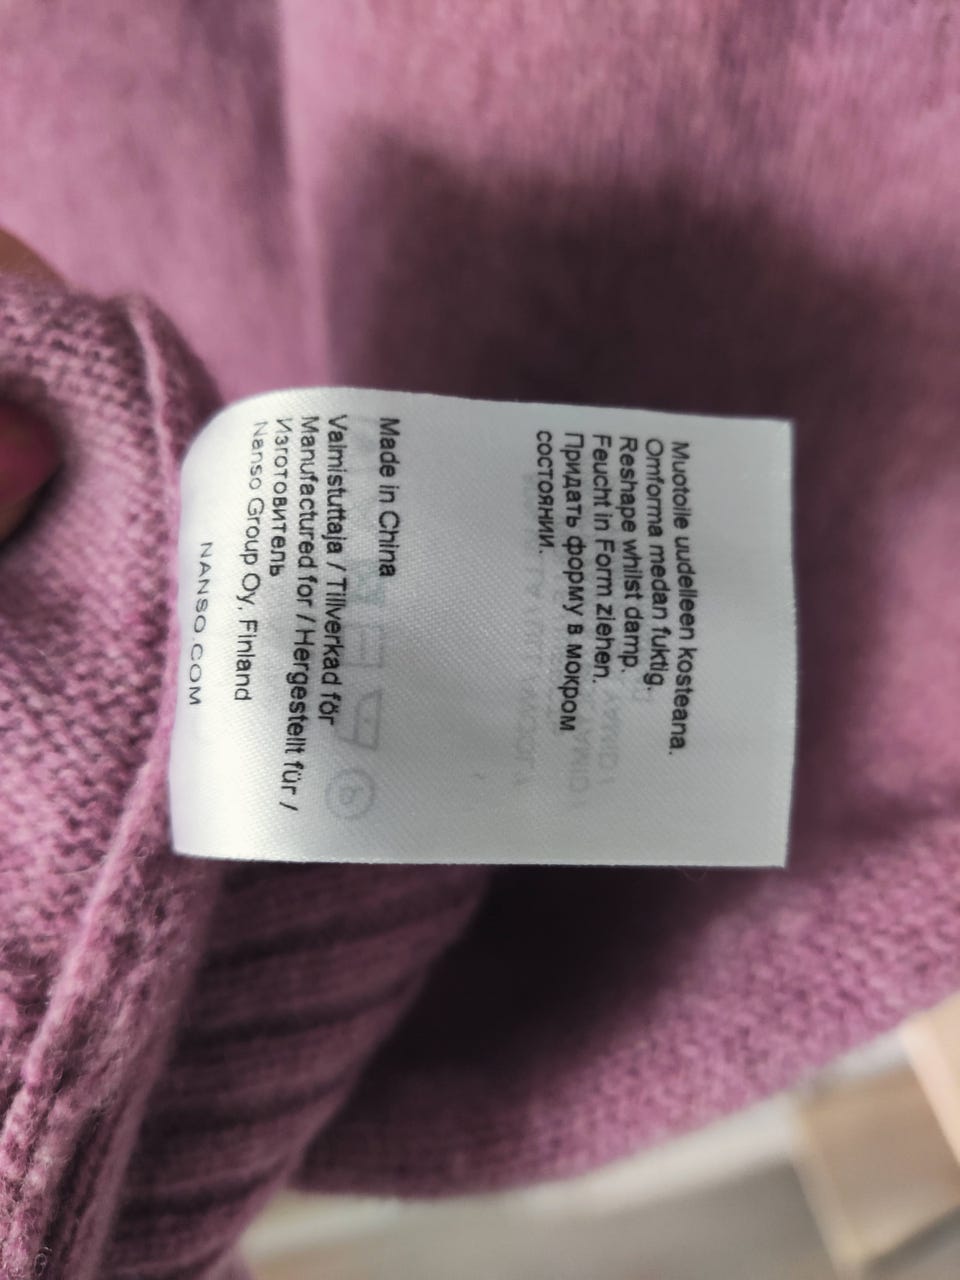 Muotoile uudelleen kosteana.
Omforma medan fuktig.
Reshape whilst damp.
Feucht in Form ziehen.
Придать форму в мокром
состоянии.
Made in China
Valmistuttaja / Tillverkad för
Manufactured for / Hergestellt für /
Изготовитель
Nanso Group Oy, Finland
NANSO.COM